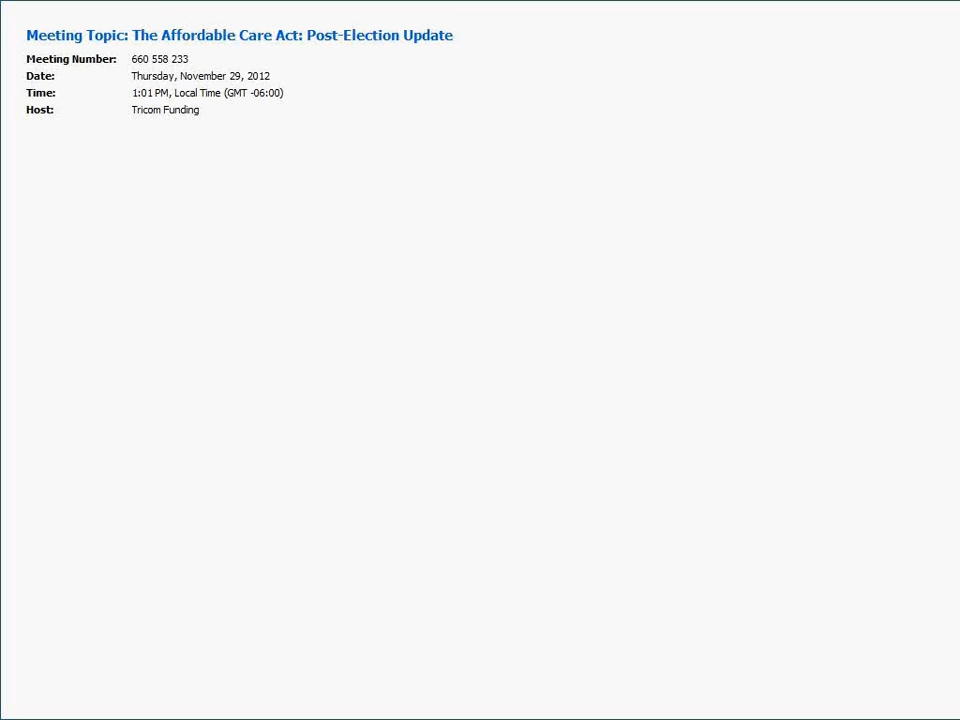 Meeting Topic: The Affordable Care Act: Post-Election Update
Meeting Number: 660 558 233
Date: Thursday, November 29, 2012
Time: 1:01 PM, Local Time (GMT -06:00)
Host: Tricom Funding